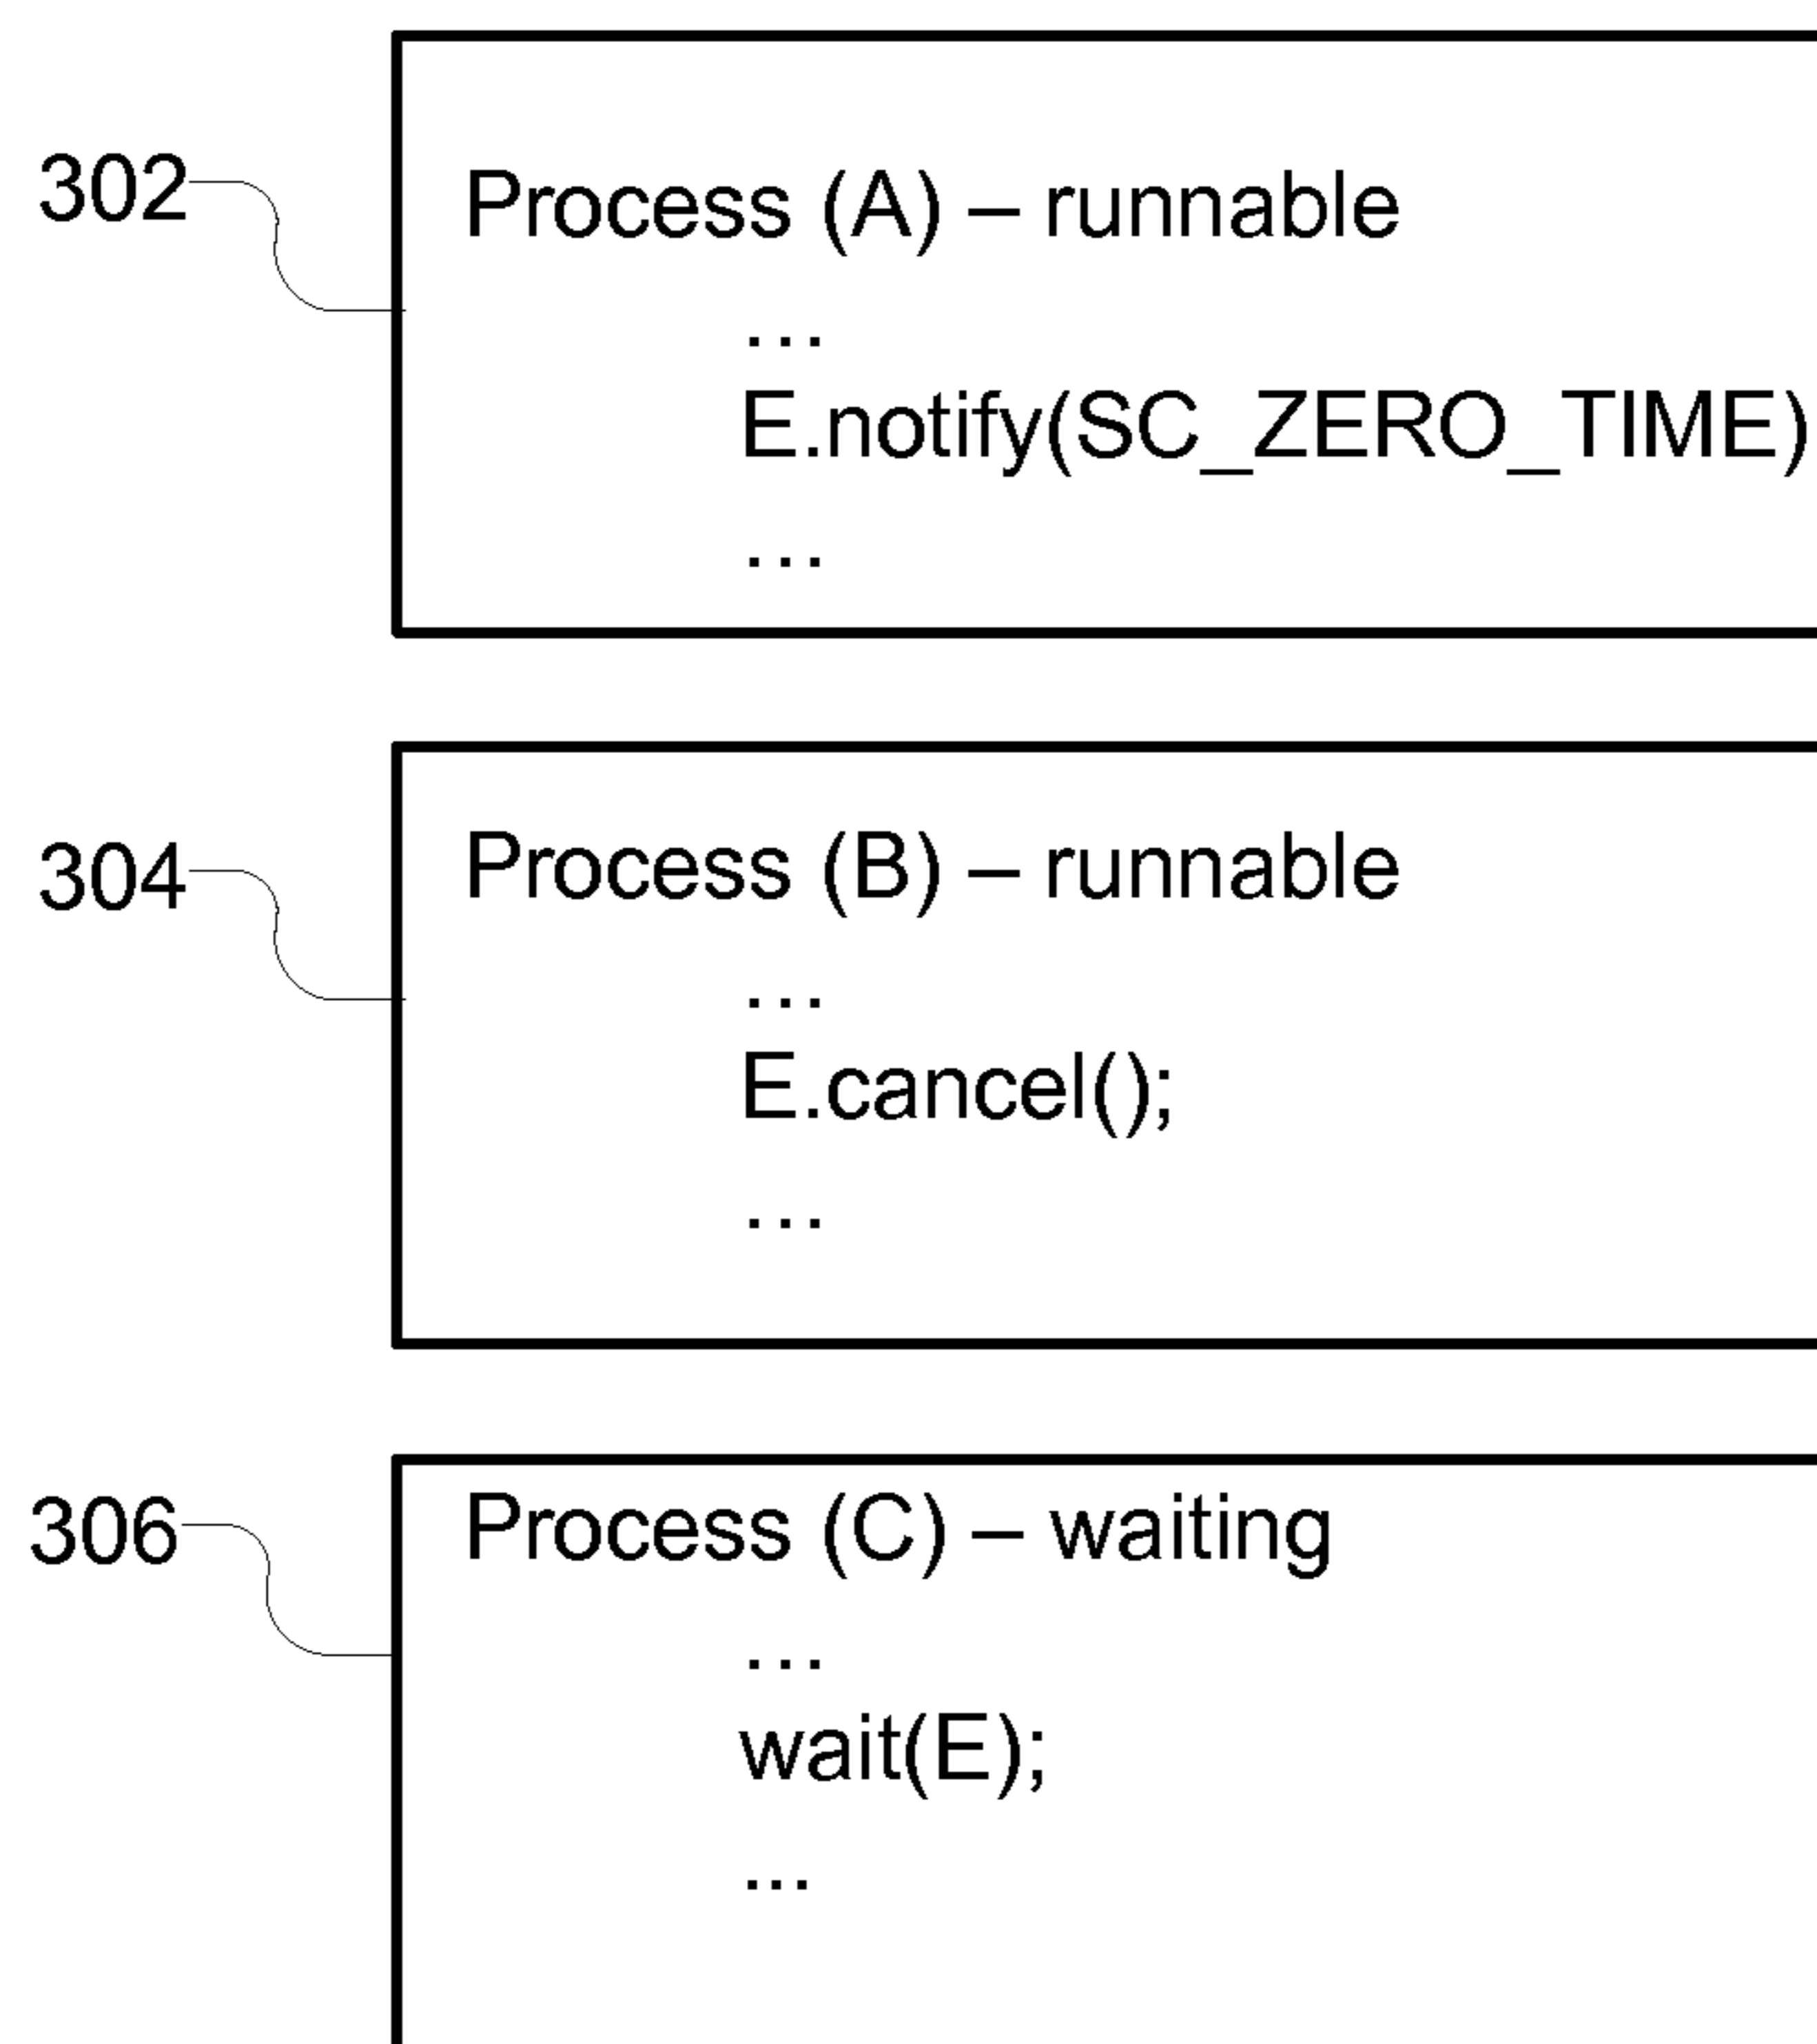 302
Process (A) – runnable
...
E.notify(SC_ZERO_TIME)
...
304
Process (B) – runnable
...
E.cancel();
...
306
Process (C) – waiting
...
wait(E);
...